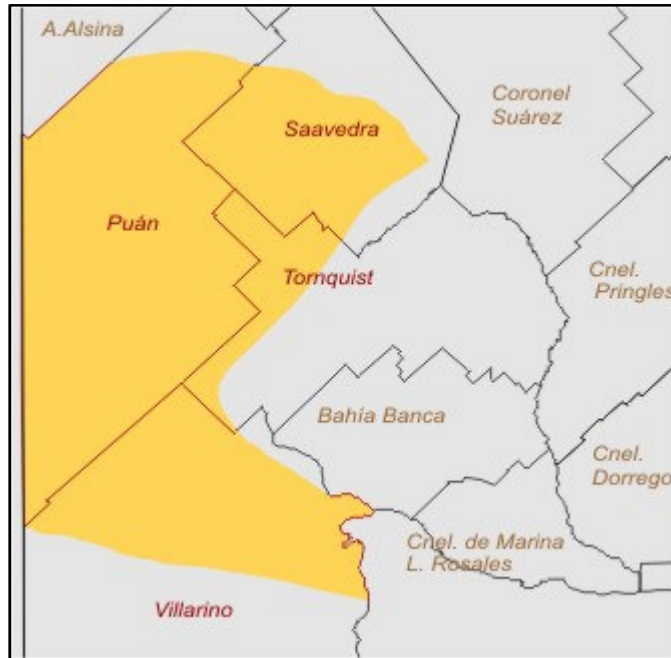 A.Alsina
Coronel
Suárez
Saavedra
Puán
Tornquist
Cnel.
Pringles
Bahía Banca
Cnel.
Dorrego
Cnel. de Marina
L. Rosales
Villarino